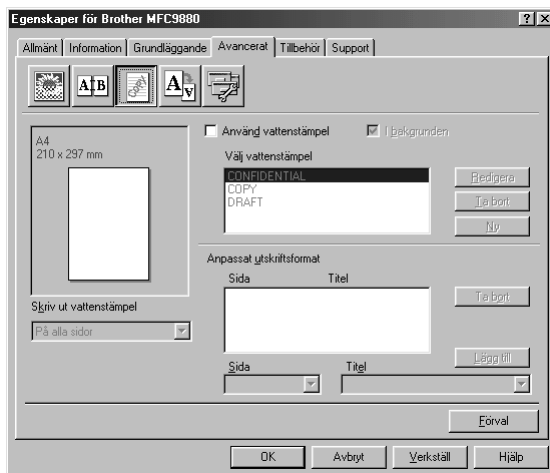 Egenskaper för Brother MFC9880
Allmänt Information Grundläggande Avancerat Tillbehör Support
A B COPY A A
A4
210 x 297 mm
Använd vattenstämpel I bakgrunden
Välj vattenstämpel
CONFIDENTIAL
COPY
DRAFT
Redigera
Ta bort
Ny
Skriv ut vattenstämpel
På alla sidor
Anpassat utskriftsformat
Sida Titel
Ta bort
Lägg till
Sida Titel
Förval
OK Avbryt Verkställ Hjälp